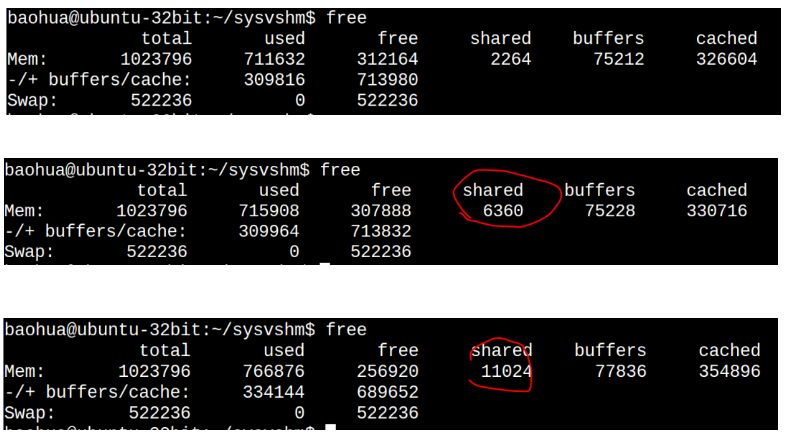 baohua@ubuntu-32bit:~/sysvshm$ free
total used free shared buffers cached
Mem: 1023796 711632 312164 2264 75212 326604
-/+ buffers/cache: 309816 713980
Swap: 522236 0 522236
baohua@ubuntu-32bit:~/sysvshm$ free
total used free shared buffers cached
Mem: 1023796 715908 307888 6360 75228 330716
-/+ buffers/cache: 309964 713832
Swap: 522236 0 522236
baohua@ubuntu-32bit:~/sysvshm$ free
total used free shared buffers cached
Mem: 1023796 766876 256920 11024 77836 354896
-/+ buffers/cache: 334144 689652
Swap: 522236 0 522236